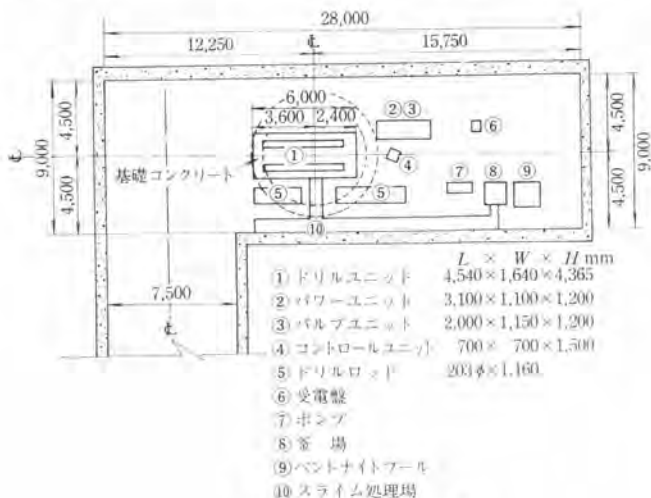 28,000
12,250
℄
15,750
6,000
3,600
2,400
②③
⑥
①
④
4,500
9,000
4,500
℄
4,500
9,000
4,500
基礎コンクリート
⑤
⑤
⑦
⑧
⑨
⑩
7,500
℄
L × W × H mm
①ドリルユニット 4,540×1,640×4,365
②パワーユニット 3,100×1,100×1,200
③バルブユニット 2,000×1,150×1,200
④コントロールユニット 700× 700×1,500
⑤ドリルロッド 203φ×1,160
⑥受電盤
⑦ポンプ
⑧釜 場
⑨ベントナイトプール
⑩スライム処理場